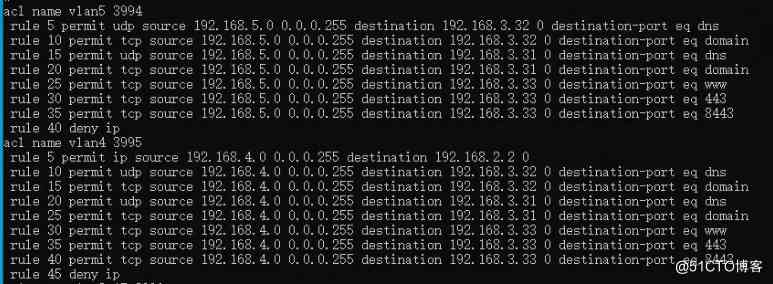 acl name vlan5 3994
rule 5 permit udp source 192.168.5.0 0.0.0.255 destination 192.168.3.32 0 destination-port eq dns
rule 10 permit tcp source 192.168.5.0 0.0.0.255 destination 192.168.3.32 0 destination-port eq domain
rule 15 permit udp source 192.168.5.0 0.0.0.255 destination 192.168.3.31 0 destination-port eq dns
rule 20 permit tcp source 192.168.5.0 0.0.0.255 destination 192.168.3.31 0 destination-port eq domain
rule 25 permit tcp source 192.168.5.0 0.0.0.255 destination 192.168.3.33 0 destination-port eq www
rule 30 permit tcp source 192.168.5.0 0.0.0.255 destination 192.168.3.33 0 destination-port eq 443
rule 35 permit tcp source 192.168.5.0 0.0.0.255 destination 192.168.3.33 0 destination-port eq 8443
rule 40 deny ip
acl name vlan4 3995
rule 5 permit ip source 192.168.4.0 0.0.0.255 destination 192.168.2.2 0
rule 10 permit udp source 192.168.4.0 0.0.0.255 destination 192.168.3.32 0 destination-port eq dns
rule 15 permit tcp source 192.168.4.0 0.0.0.255 destination 192.168.3.32 0 destination-port eq domain
rule 20 permit udp source 192.168.4.0 0.0.0.255 destination 192.168.3.31 0 destination-port eq dns
rule 25 permit tcp source 192.168.4.0 0.0.0.255 destination 192.168.3.31 0 destination-port eq domain
rule 30 permit tcp source 192.168.4.0 0.0.0.255 destination 192.168.3.33 0 destination-port eq www
rule 35 permit tcp source 192.168.4.0 0.0.0.255 destination 192.168.3.33 0 destination-port eq 443
rule 40 permit tcp source 192.168.4.0 0.0.0.255 destination 192.168.3.33 0 destination-port eq 8443
rule 45 deny ip
@51CTO博客